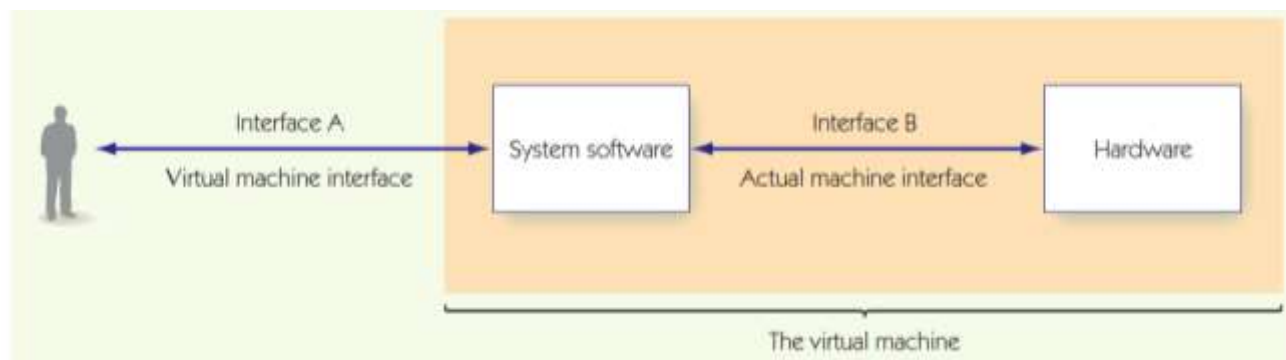 Interface A
Virtual machine interface
System software
Interface B
Actual machine interface
Hardware
The virtual machine